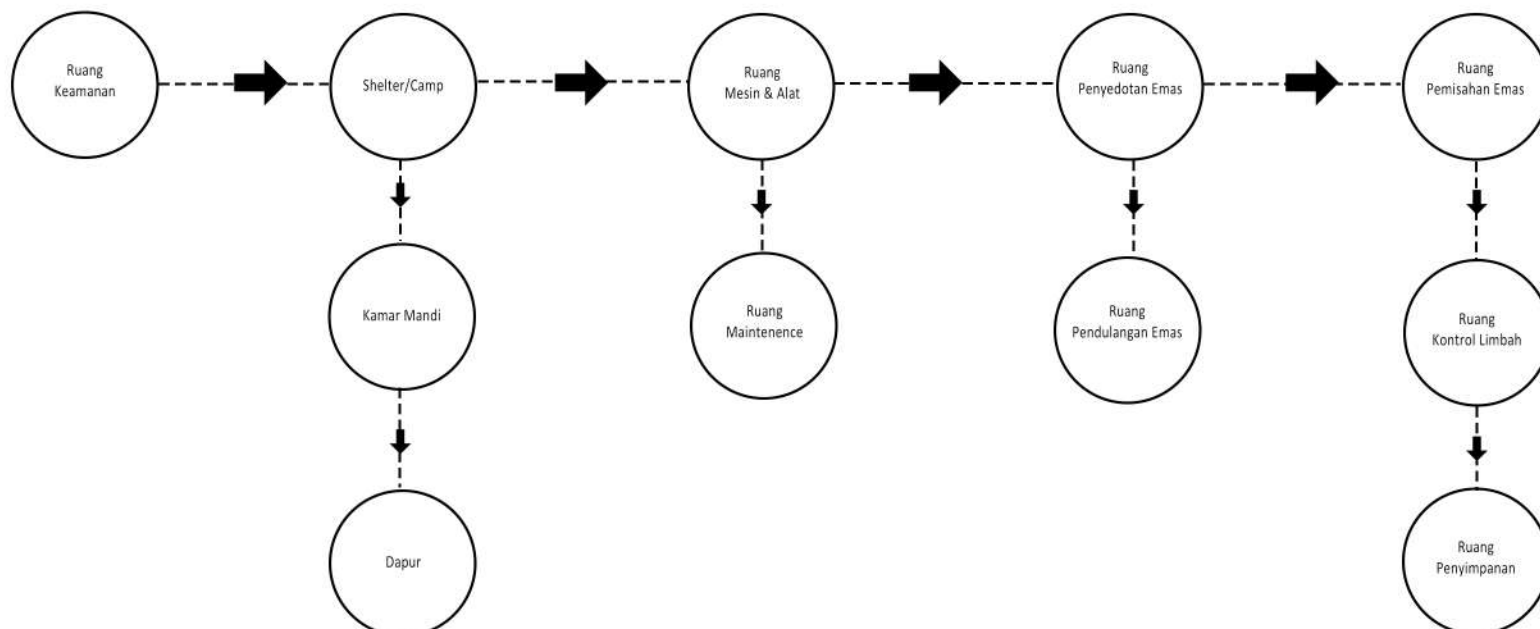 Ruang
Keamanan
Shelter/Camp
Ruang
Mesin & Alat
Ruang
Penyedotan Emas
Ruang
Pemisahan Emas
Kamar Mandi
Ruang
Maintenence
Ruang
Pendulangan Emas
Ruang
Kontrol Limbah
Dapur
Ruang
Penyimpanan